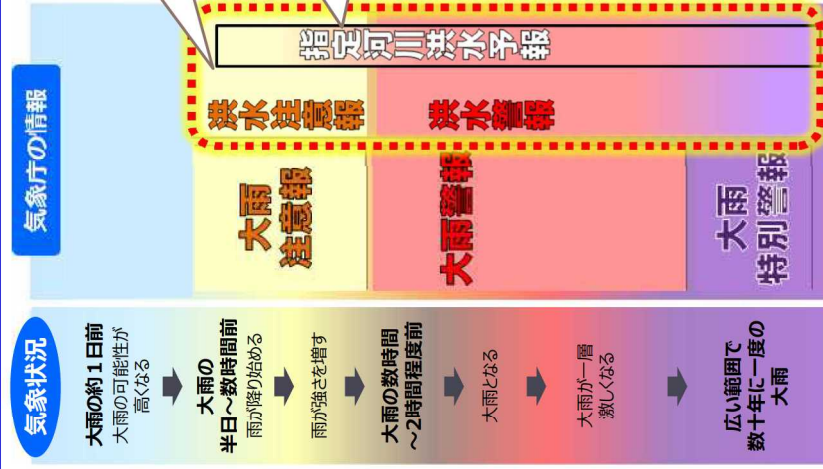 気象状況
大雨の約1日前
大雨の可能性が
高くなる
大雨の
半日～数時間前
雨が降り始める
雨が強さを増す
大雨の数時間
～2時間程度前
大雨となる
大雨が一層
激しくなる
広い範囲で
数十年に一度の
大雨
気象庁の情報
大雨
注意報
大雨警報
大雨
特別警報
洪水注意報
洪水警報
指定河川洪水予報